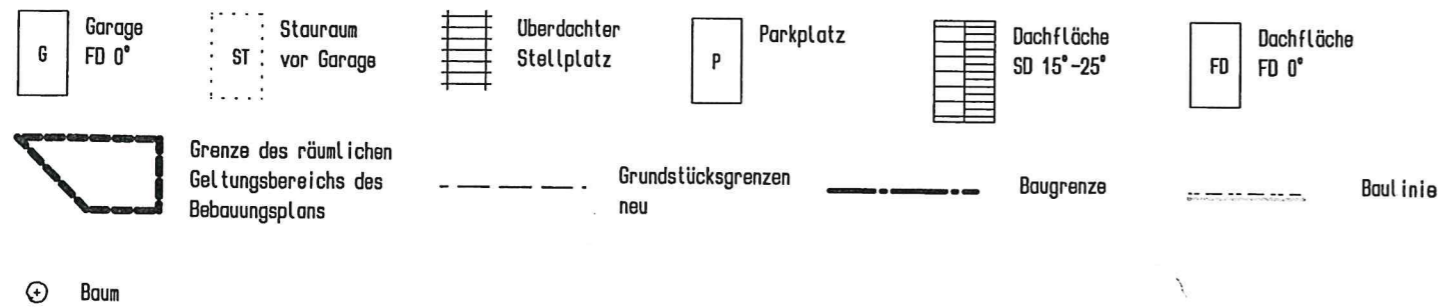 G
Garage
FD 0°
ST
Stauraum
vor Garage
Überdachter
Stellplatz
P
Parkplatz
Dachfläche
SD 15°-25°
FD
Dachfläche
FD 0°
Grenze des räumlichen
Geltungsbereichs des
Bebauungsplans
Grundstücksgrenzen
neu
Baugrenze
Baulinie
Baum